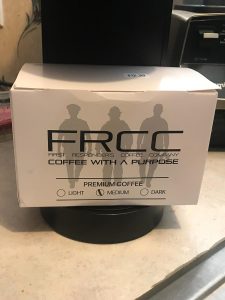 FRCC
FIRST RESPONDERS COFFEE COMPANY
COFFEE WITH A PURPOSE
PREMIUM COFFEE
LIGHT MEDIUM DARK